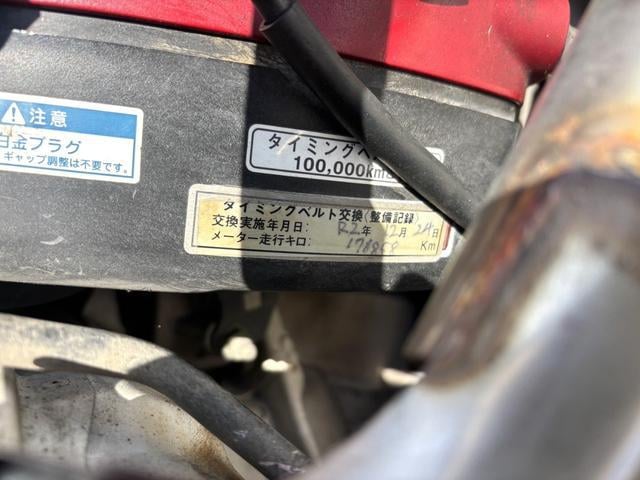 注意
白金プラグ
ギャップ調整は不要です。
タイミングベ
100,000km
タイミングベルト交換(整備記録)
交換実施年月日: R2年 12月 24日
メーター走行キロ: Km